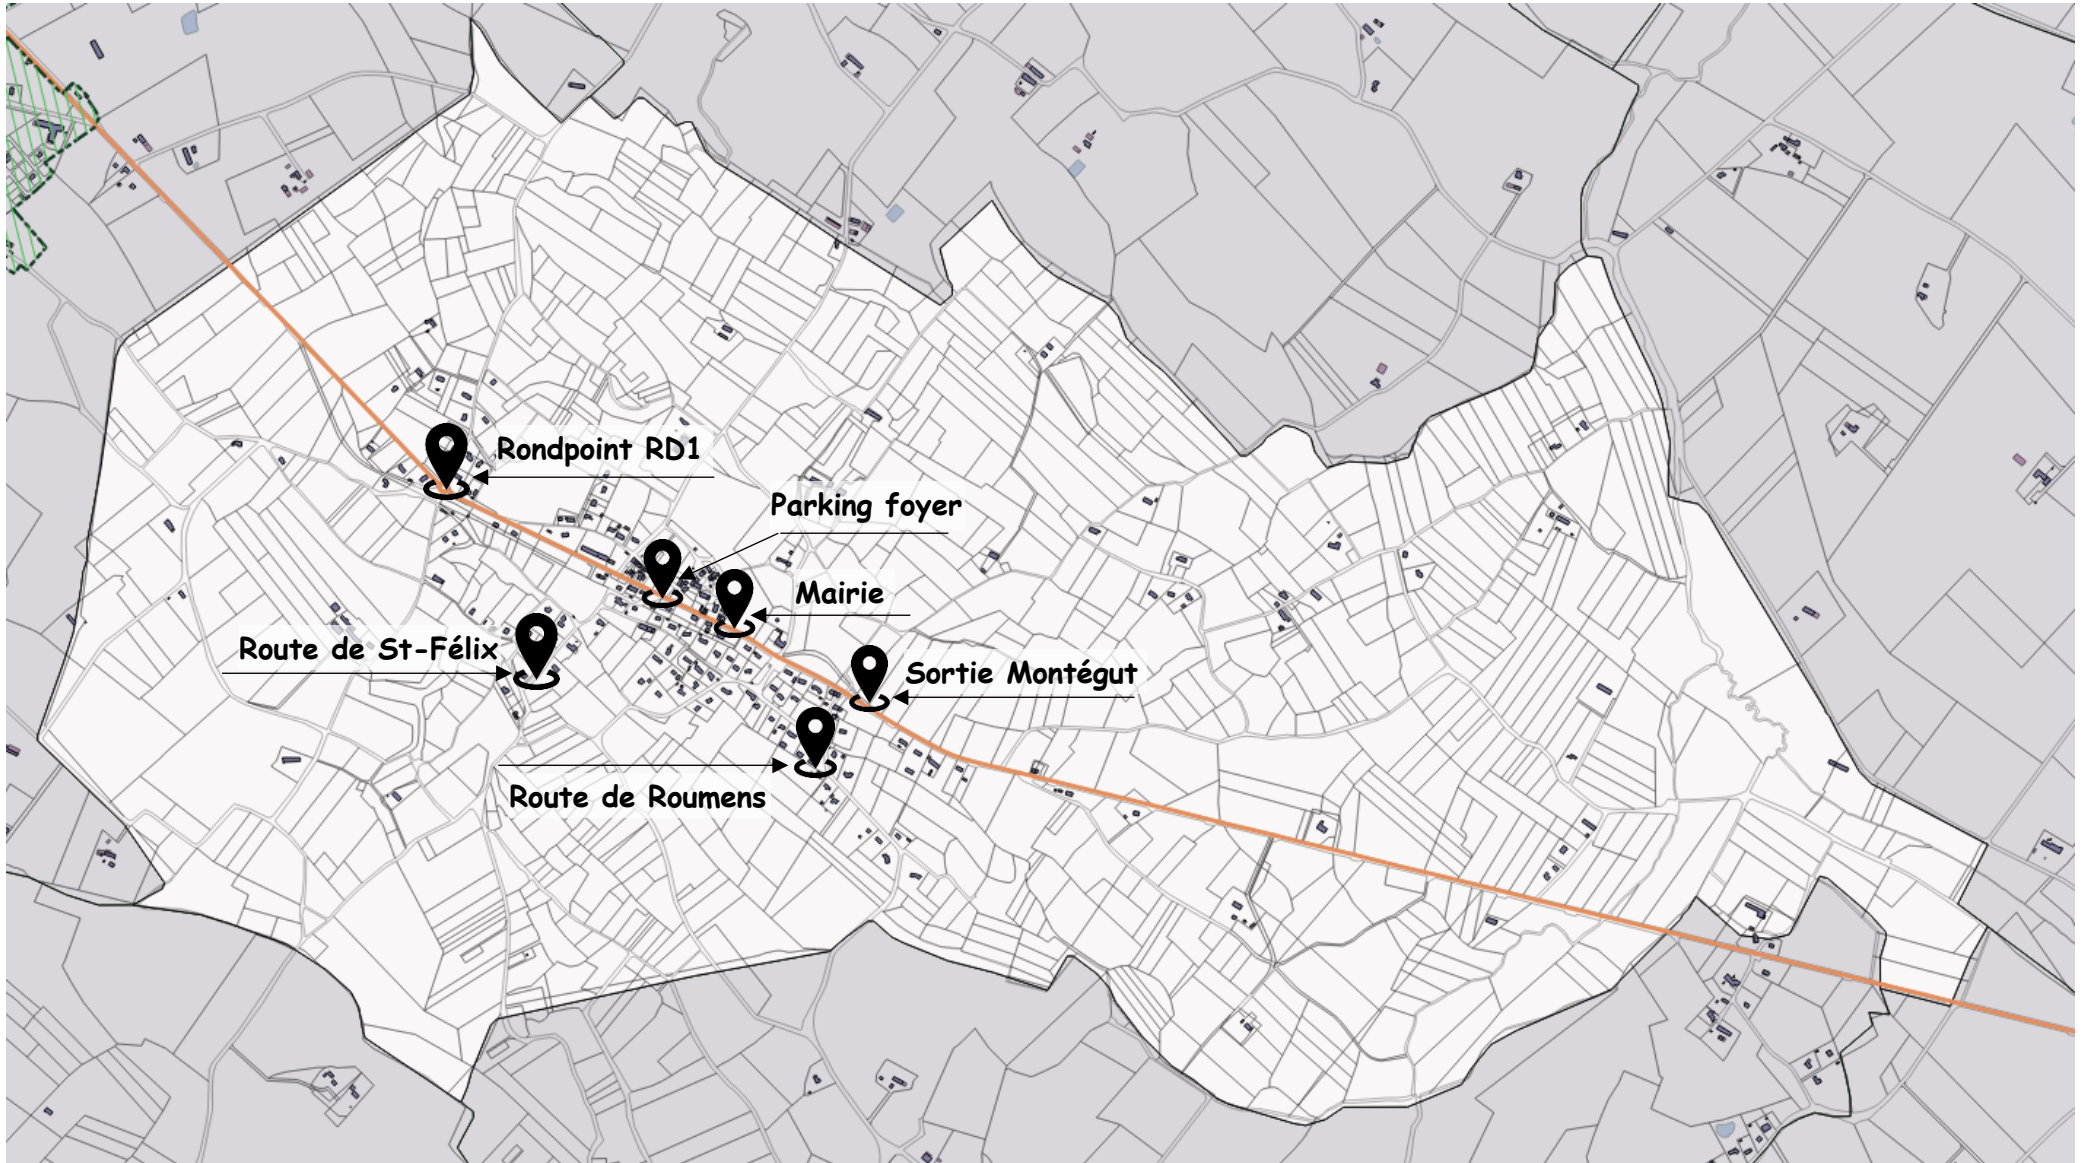 Rondpoint RD1
Parking foyer
Mairie
Route de St-Félix
Sortie Montégut
Route de Roumens